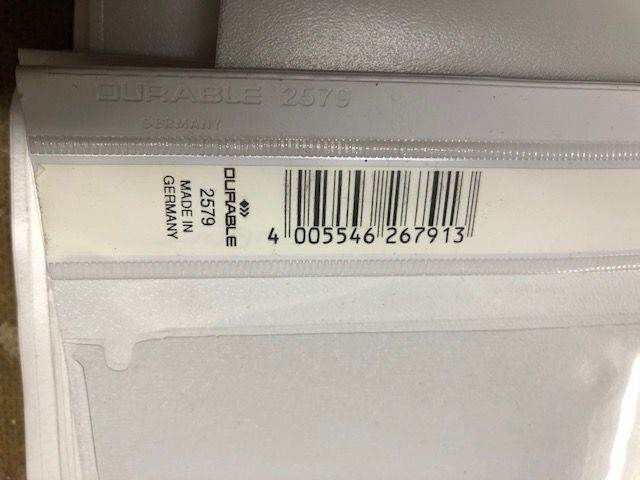 DURABLE 2579
GERMANY
DURABLE
2579
MADE IN
GERMANY
4 005546 267913